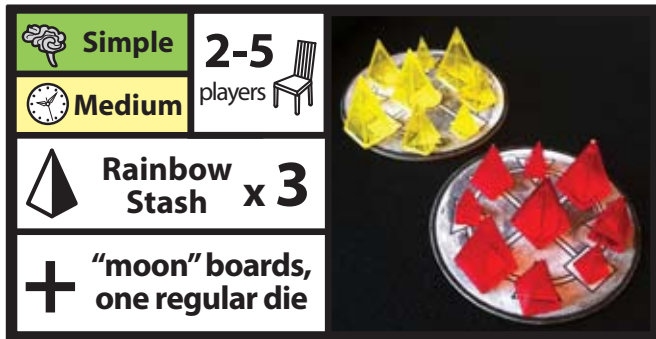 Simple
2-5
players
Medium
Rainbow
Stash x 3
+ “moon” boards,
one regular die